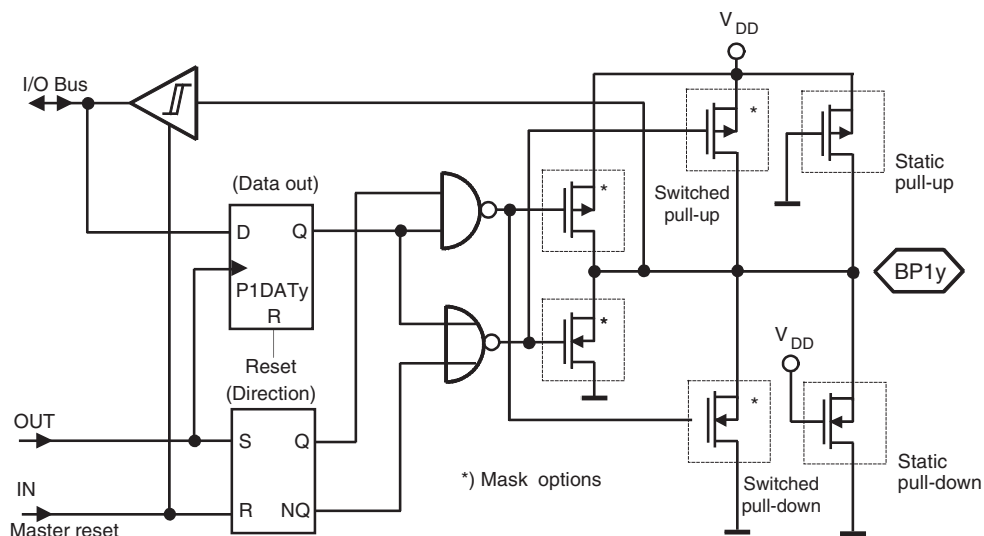 V DD
I/O Bus
*
*
Static
pull-up
(Data out)
Switched
pull-up
D
Q
P1DATy
R
BP1y
*
Reset
(Direction)
V DD
OUT
S
Q
*
*) Mask options
IN
R
NQ
Master reset
Switched
pull-down
Static
pull-down